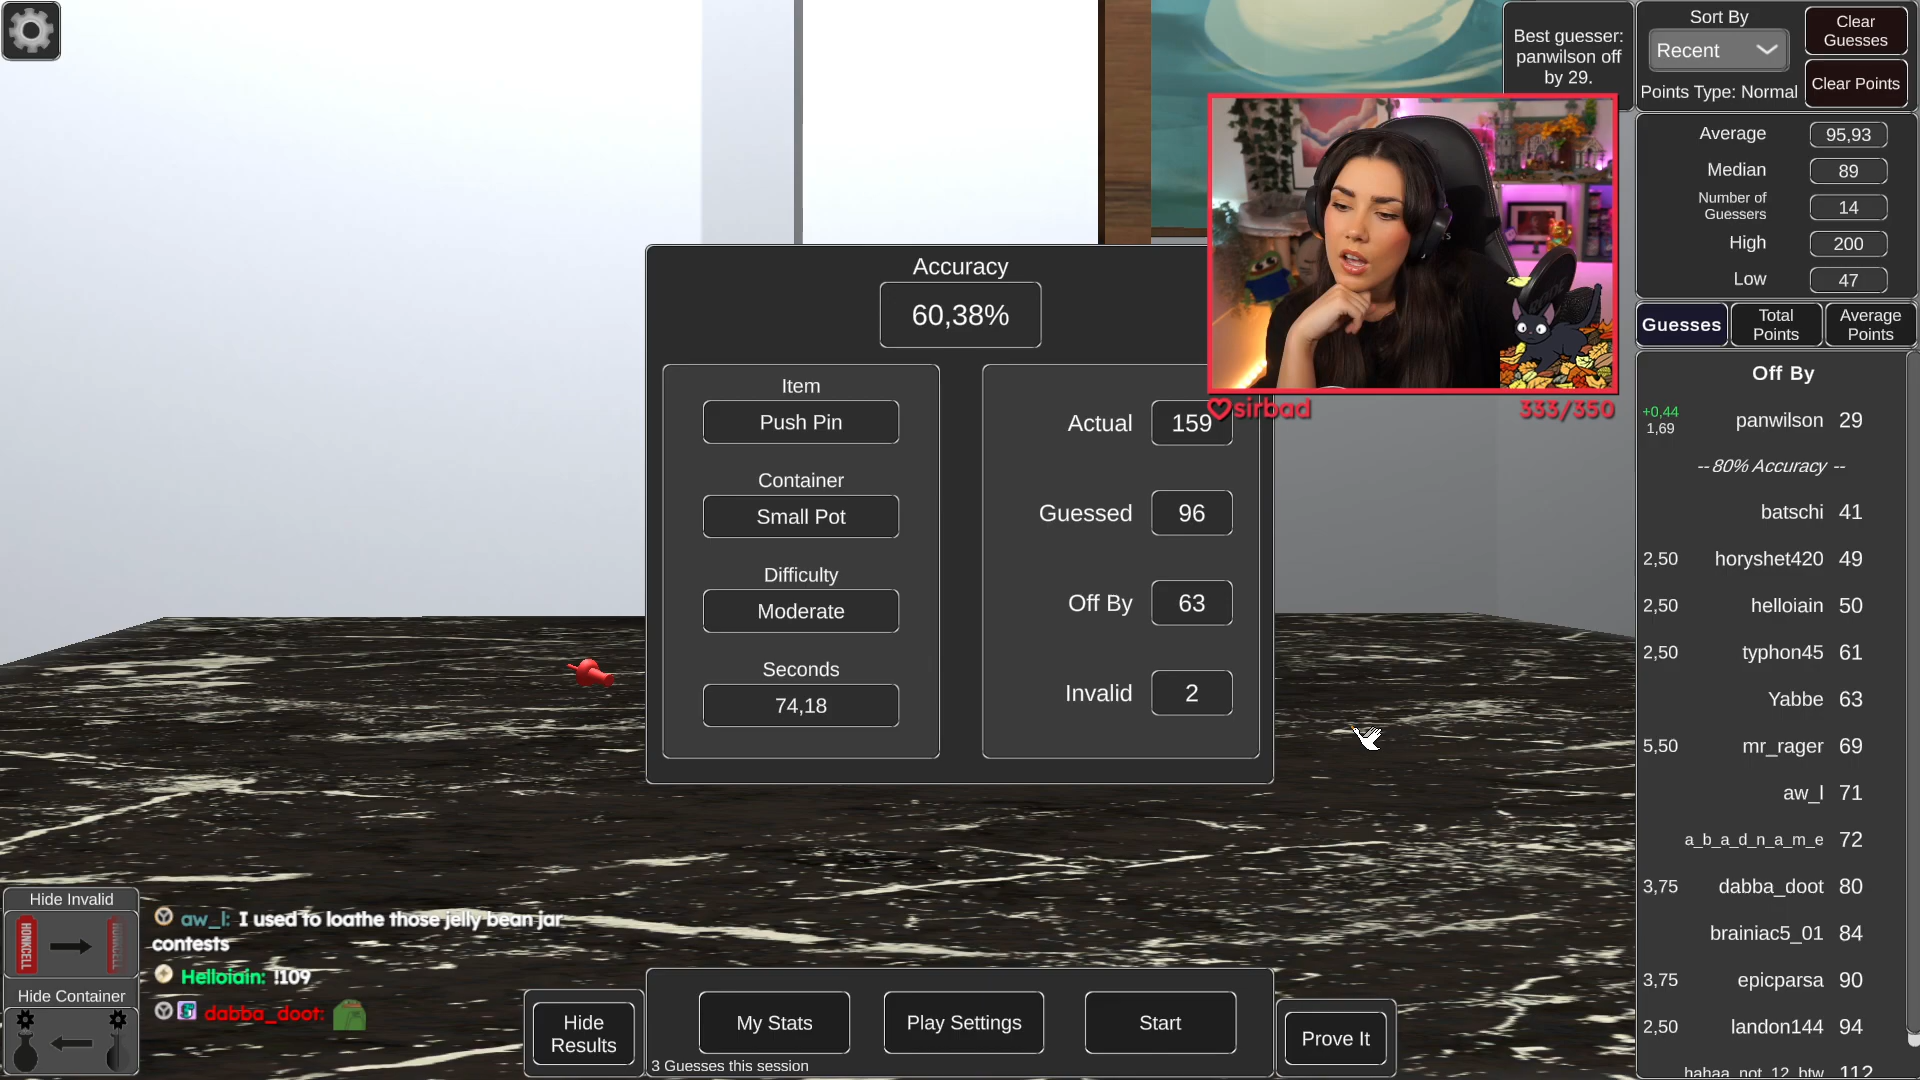 Best guesser:
panwilson off
by 29.
Sort By
Recent
Points Type: Normal
Clear
Guesses
Clear Points
Average 95,93
Median 89
Number of
Guessers 14
High 200
Low 47
Guesses
Total
Points
Average
Points
Off By
+0,44
1,69 panwilson 29
-- 80% Accuracy --
batschi 41
2,50 horyshet420 49
2,50 helloiain 50
2,50 typhon45 61
Yabbe 63
5,50 mr_rager 69
aw_l 71
a_b_a_d_n_a_m_e 72
3,75 dabba_doot 80
brainiac5_01 84
3,75 epicparsa 90
2,50 landon144 94
hahaa_not_12_btw 112
sirbad 333/350
Accuracy
60,38%
Item
Push Pin
Container
Small Pot
Difficulty
Moderate
Seconds
74,18
Actual 159
Guessed 96
Off By 63
Invalid 2
Hide Invalid
HONKCELL
HONKCELL
Hide Container
aw_l: I used to loathe those jelly bean jar
contests
Helloiain: !109
dabba_doot:
Hide
Results
My Stats
Play Settings
Start
Prove It
3 Guesses this session